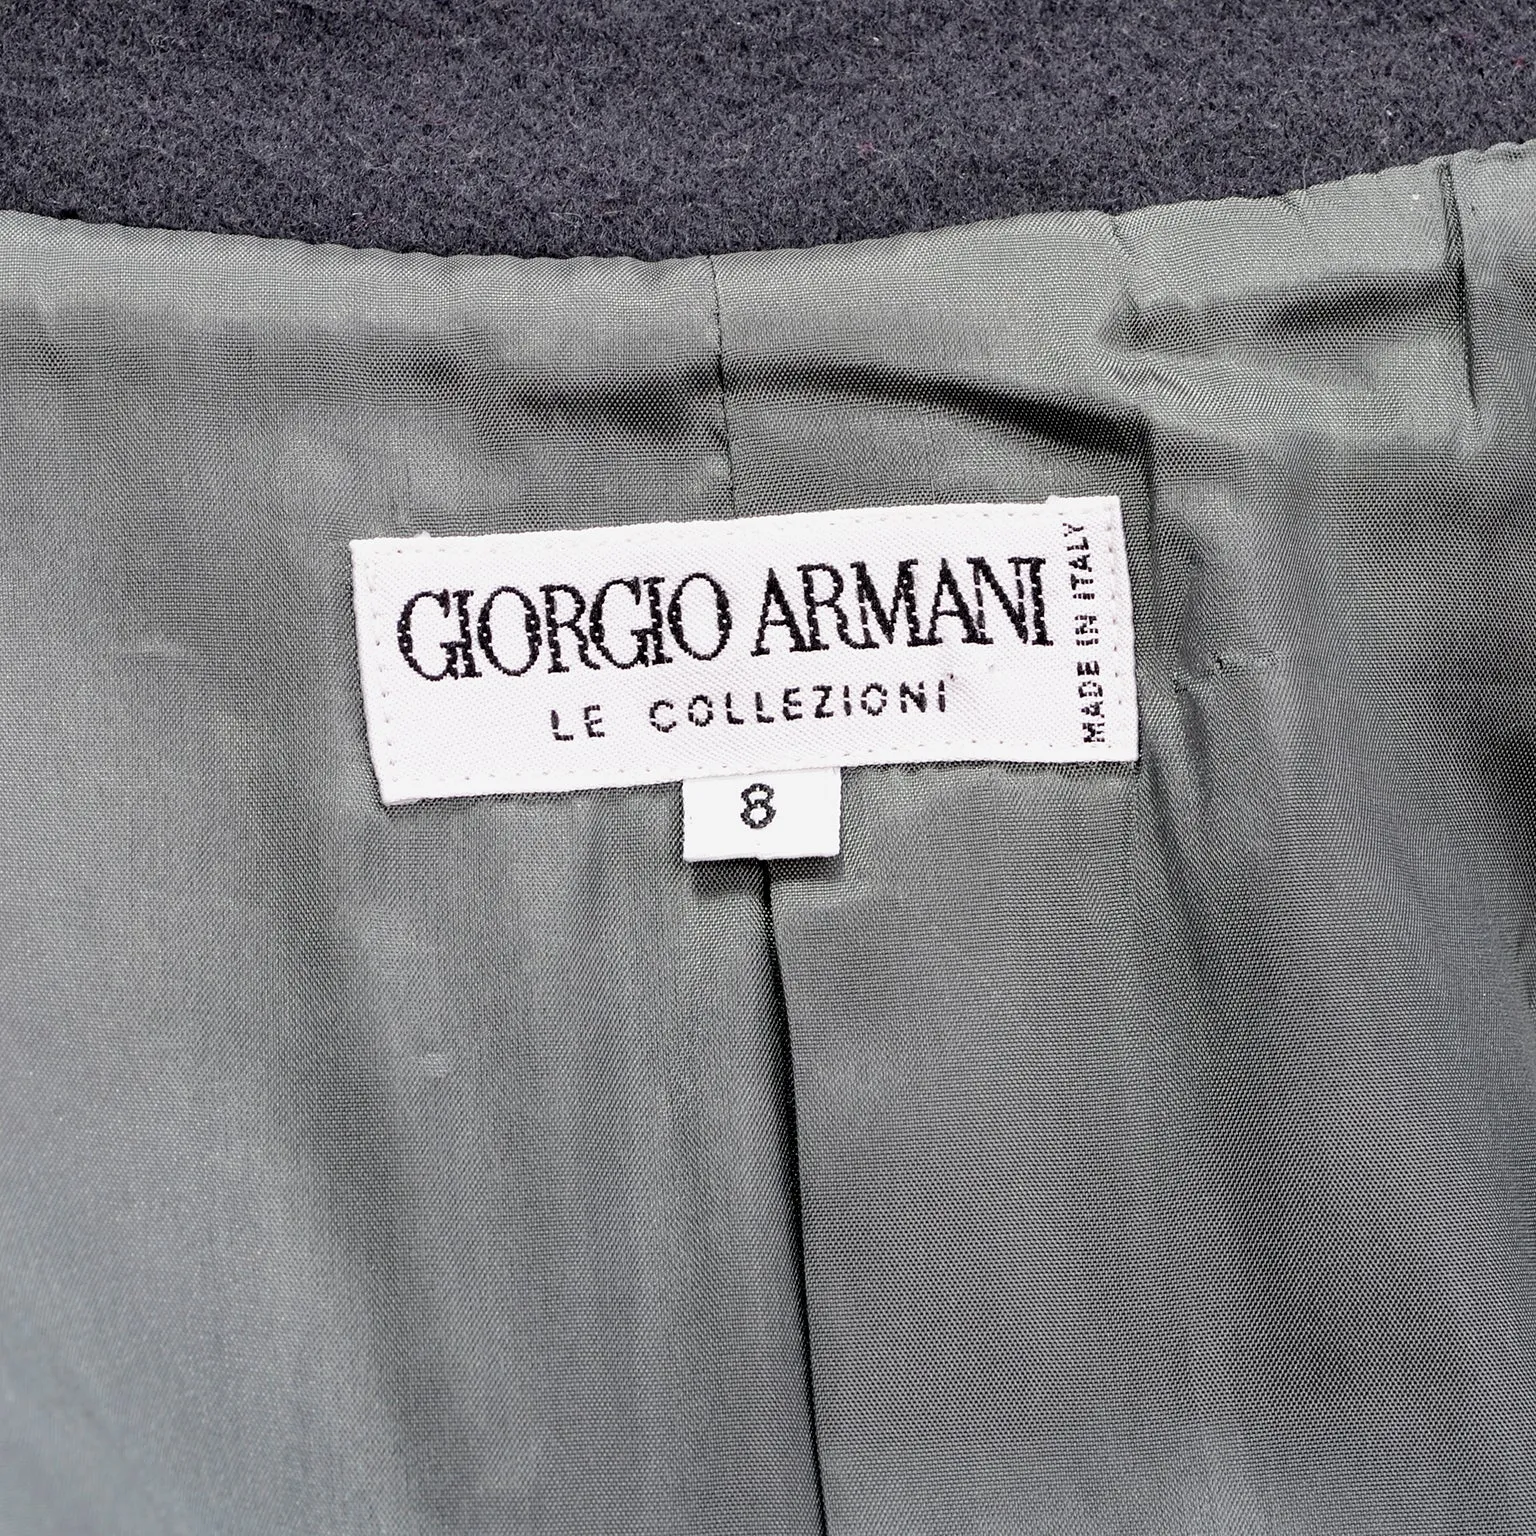 GIORGIO ARMANI
LE COLLEZIONI
MADE IN ITALY
8